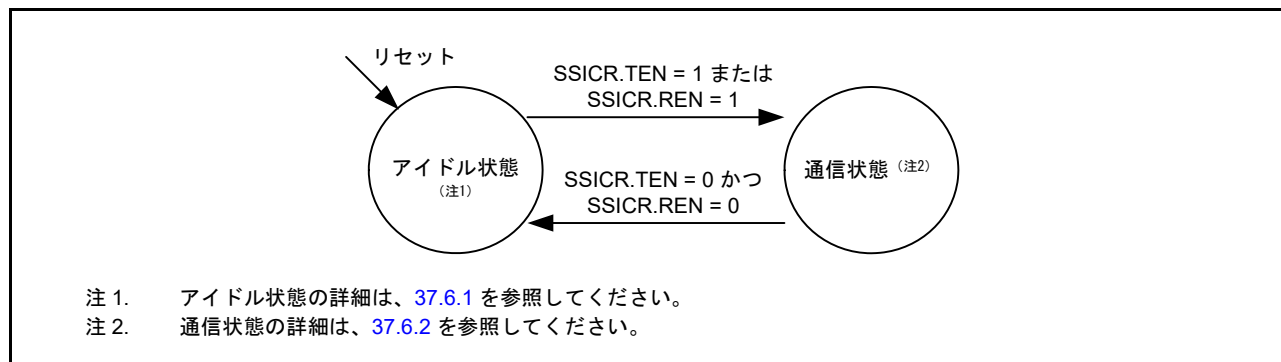 リセット
SSICR.TEN = 1 または
SSICR.REN = 1
アイドル状態
(注1)
通信状態 (注2)
SSICR.TEN = 0 かつ
SSICR.REN = 0
注 1. アイドル状態の詳細は、37.6.1 を参照してください。
注 2. 通信状態の詳細は、37.6.2 を参照してください。